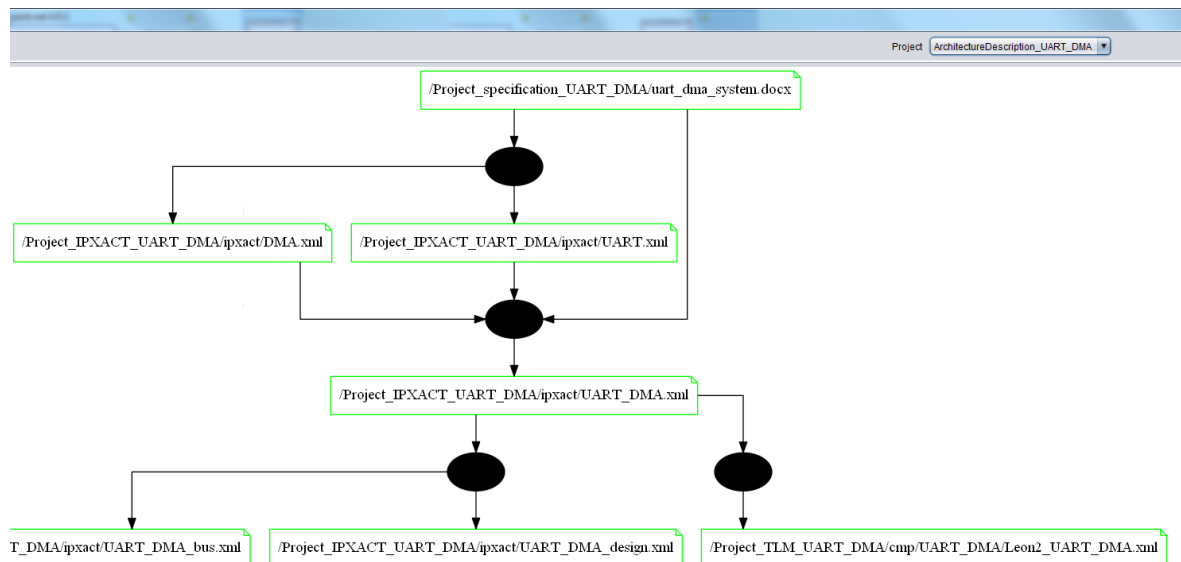 Project ArchitectureDescription_UART_DMA
/Project_specification_UART_DMA/uart_dma_system.docx
/Project_IPXACT_UART_DMA/ipxact/DMA.xml
/Project_IPXACT_UART_DMA/ipxact/UART.xml
/Project_IPXACT_UART_DMA/ipxact/UART_DMA.xml
T_DMA/ipxact/UART_DMA_bus.xml
/Project_IPXACT_UART_DMA/ipxact/UART_DMA_design.xml
/Project_TLM_UART_DMA/cmp/UART_DMA/Leon2_UART_DMA.xml